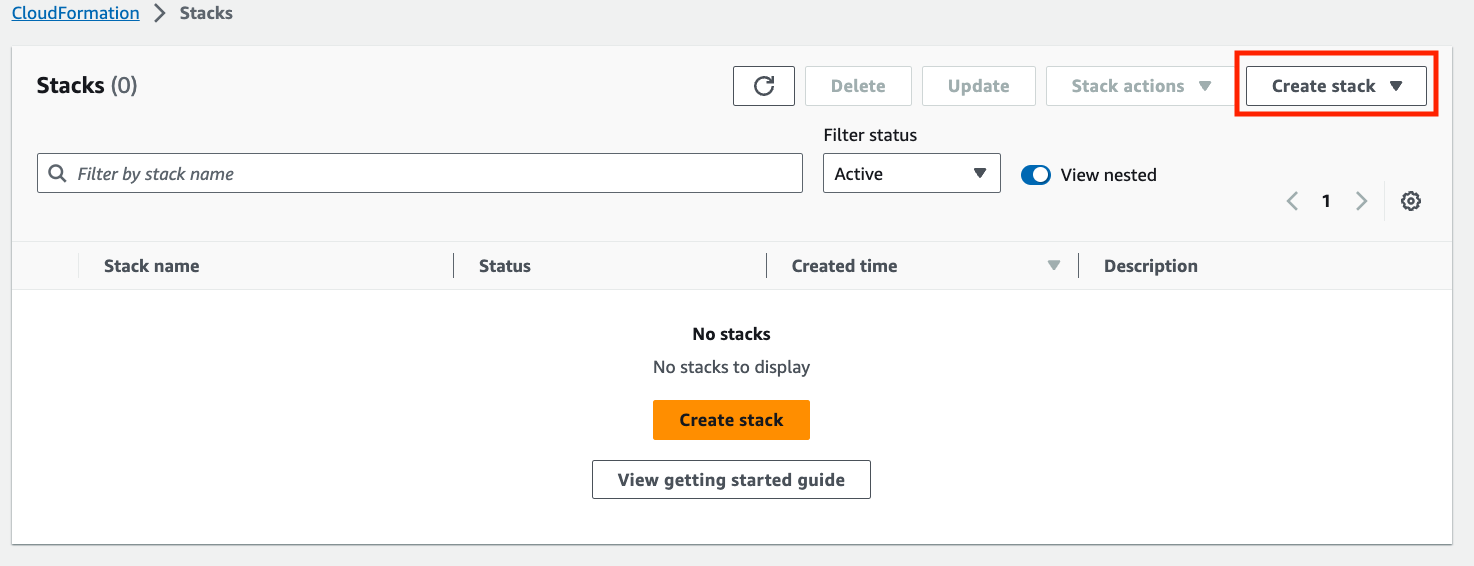 CloudFormation > Stacks
Stacks (0)
Delete
Update
Stack actions
Create stack
Filter status
Filter by stack name
Active
View nested
1
Stack name
Status
Created time
Description
No stacks
No stacks to display
Create stack
View getting started guide